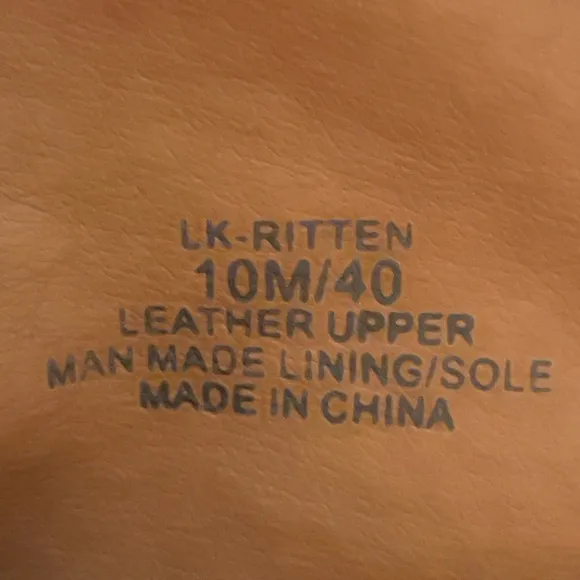 LK-RITTEN
10M/40
LEATHER UPPER
MAN MADE LINING/SOLE
MADE IN CHINA